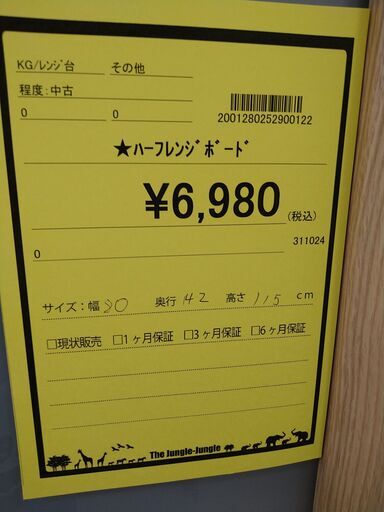 KG/ﾚﾝｼﾞ台 その他
程度:中古
0 0
2001280252900122
★ﾊｰﾌﾚﾝｼﾞﾎﾞｰﾄﾞ
¥6,980(税込)
0 311024
サイズ:幅 80 奥行 42 高さ 115 cm
□現状販売 □1ヶ月保証 □3ヶ月保証 □6ヶ月保証
The Jungle-Jungle